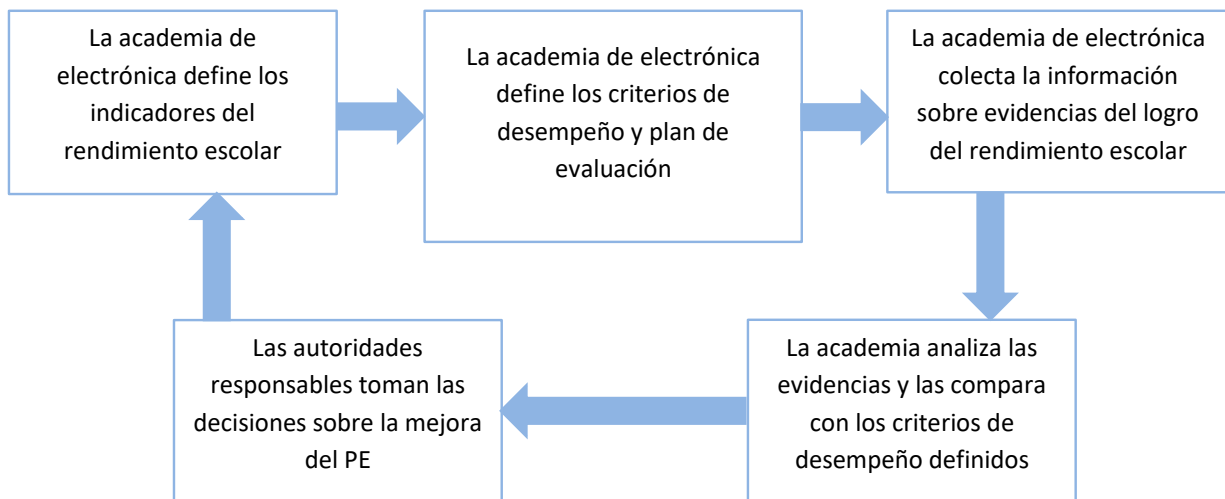 La academia de
electrónica define los
indicadores del
rendimiento escolar
La academia de electrónica
define los criterios de
desempeño y plan de
evaluación
La academia de electrónica
colecta la información
sobre evidencias del logro
del rendimiento escolar
La academia analiza las
evidencias y las compara
con los criterios de
desempeño definidos
Las autoridades
responsables toman las
decisiones sobre la mejora
del PE